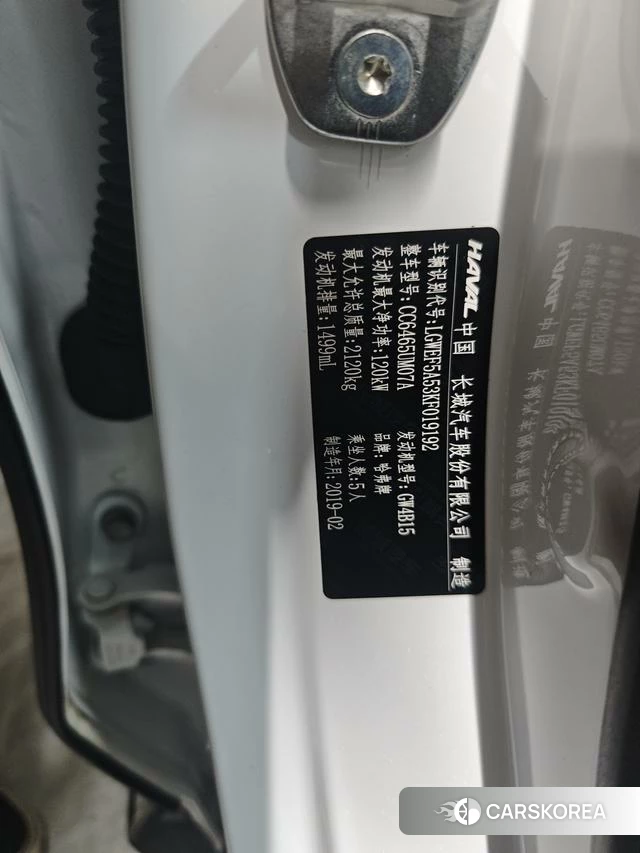 HAVAL 中国 长城汽车股份有限公司 制造
车辆识别代号:LGWEF5A53KF019192
整车型号:CC6465UM07A 发动机型号:GW4B15
发动机最大净功率:120kW 品牌:哈弗牌
最大允许总质量:2120kg 乘坐人数:5人
发动机排量:1499mL 制造年月:2019-02
CARSKOREA